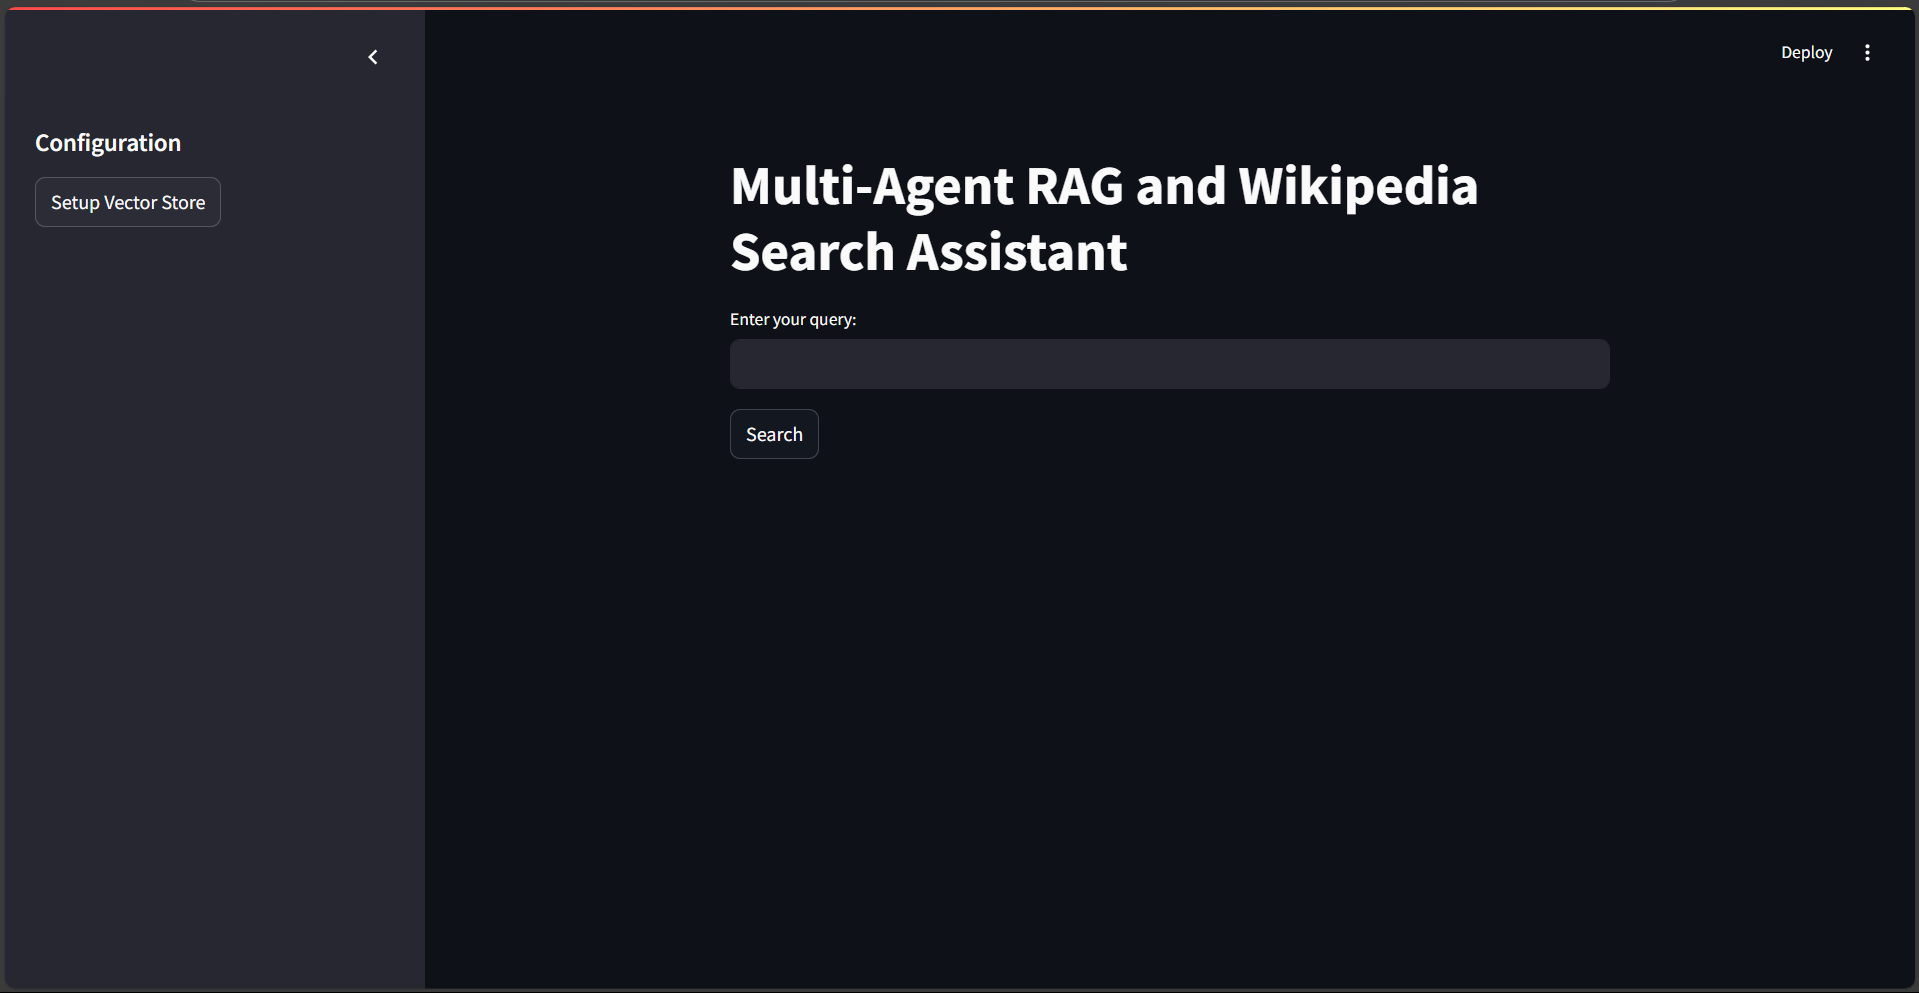 Deploy
Configuration
Setup Vector Store
Multi-Agent RAG and Wikipedia
Search Assistant
Enter your query:
Search